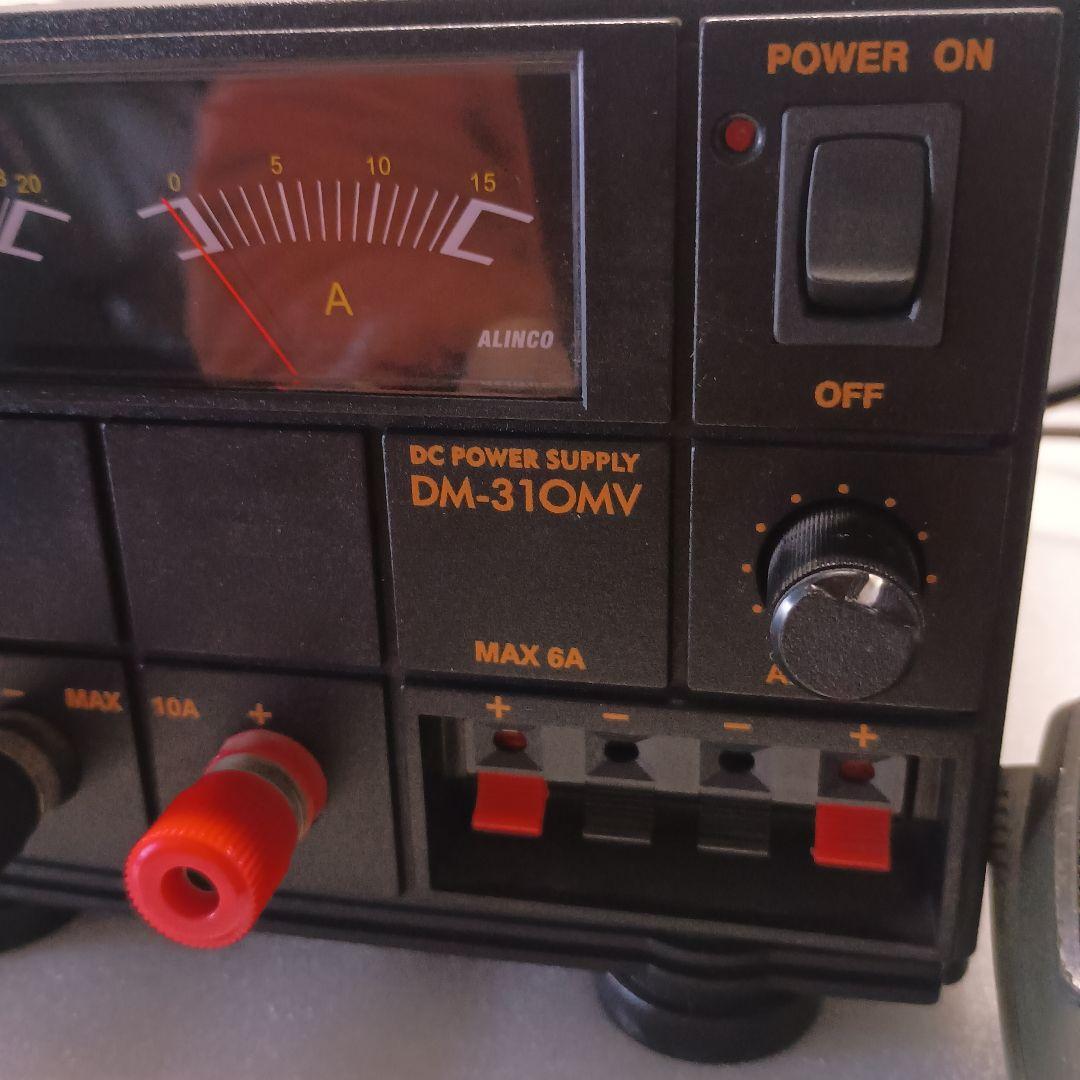 POWER ON
20
0 5 10 15
A
ALINCO
OFF
DC POWER SUPPLY
DM-310MV
MAX 6A
− MAX 10A +
+ − − +